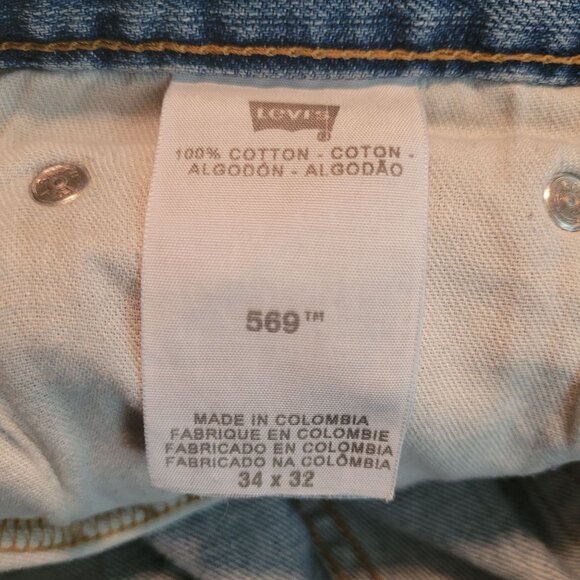 LEVI'S
100% COTTON - COTON -
ALGODÓN - ALGODÃO
569™
MADE IN COLOMBIA
FABRIQUE EN COLOMBIE
FABRICADO EN COLOMBIA
FABRICADO NA COLÔMBIA
34 x 32